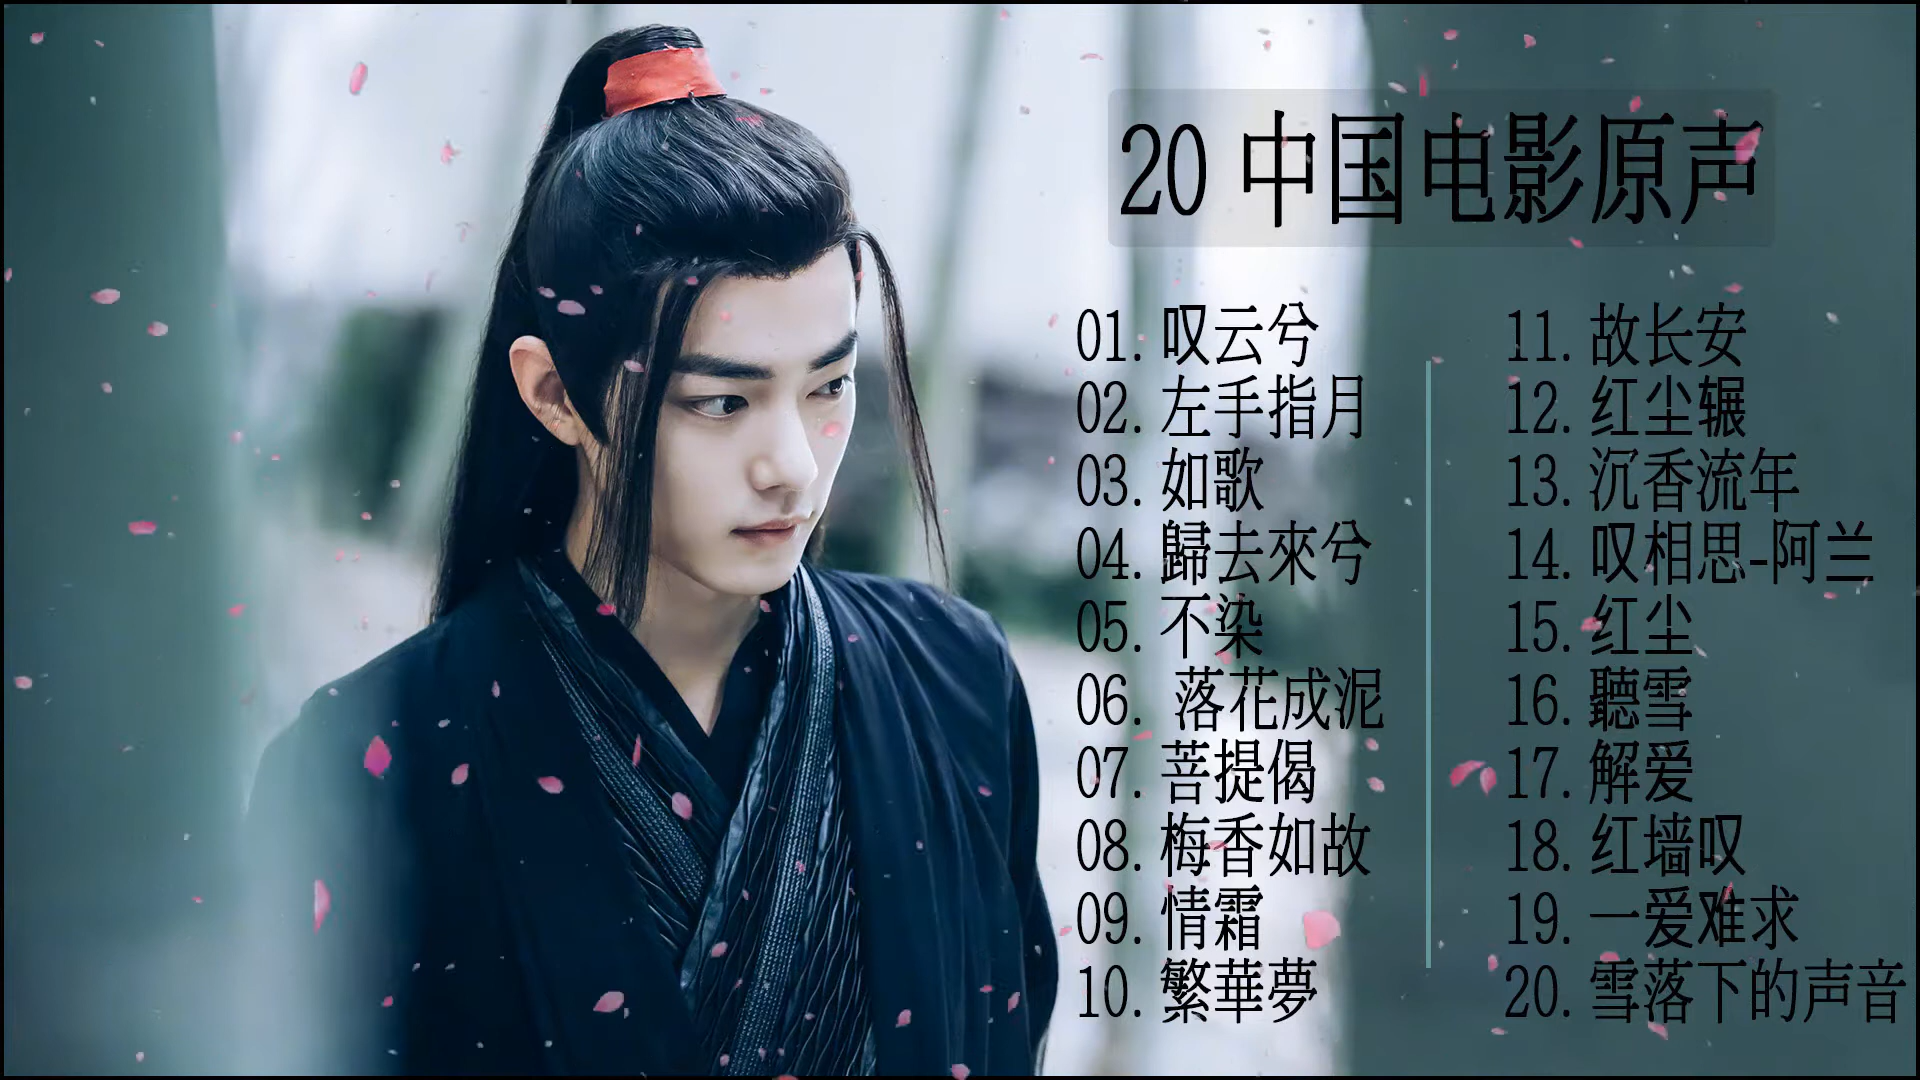 20 中国电影原声
01. 叹云兮
02. 左手指月
03. 如歌
04. 歸去來兮
05. 不染
06. 落花成泥
07. 菩提偈
08. 梅香如故
09. 情霜
10. 繁華夢
11. 故长安
12. 红尘辗
13. 沉香流年
14. 叹相思-阿兰
15. 红尘
16. 聽雪
17. 解爱
18. 红墙叹
19. 一爱难求
20. 雪落下的声音